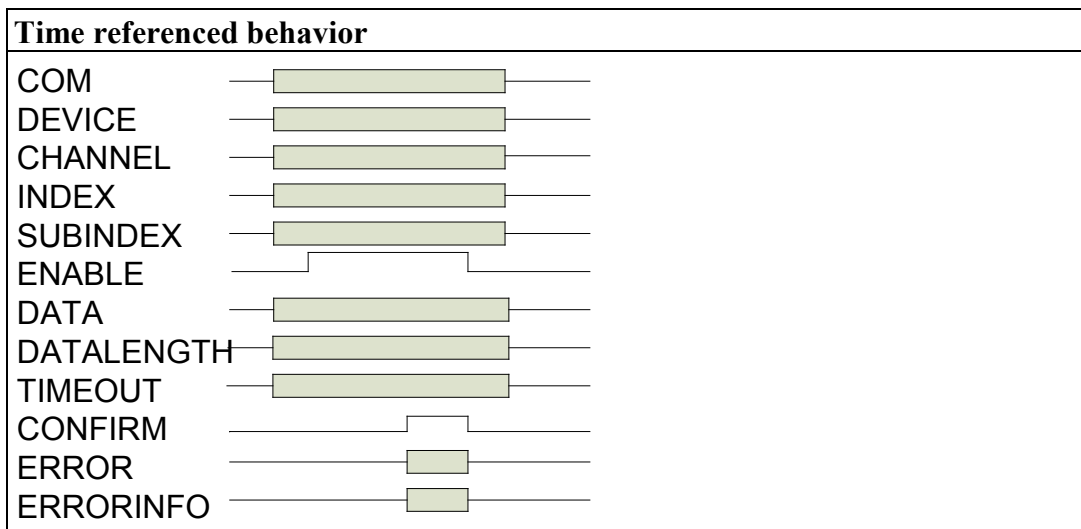 Time referenced behavior
COM
DEVICE
CHANNEL
INDEX
SUBINDEX
ENABLE
DATA
DATALENGTH
TIMEOUT
CONFIRM
ERROR
ERRORINFO